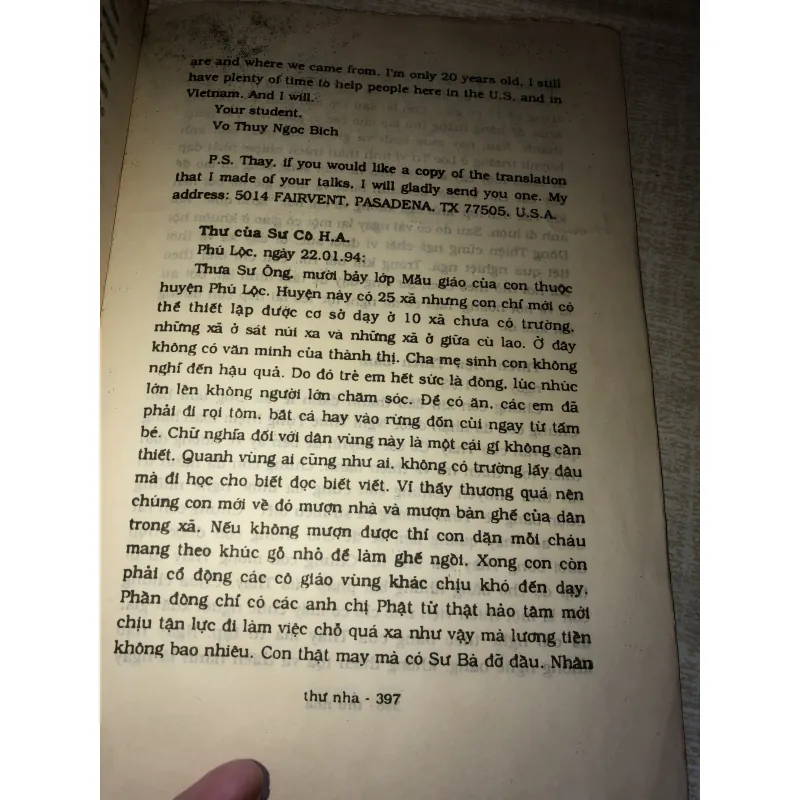 are and where we came from. I'm only 20 years old, I still
have plenty of time to help people here in the U.S. and in
Vietnam. And I will.
Your student,
Vo Thuy Ngoc Bich
P.S. Thay, if you would like a copy of the translation
that I made of your talks, I will gladly send you one. My
address: 5014 FAIRVENT, PASADENA, TX 77505, U.S.A.
Thư của Sư Cô H.A.
Phú Lộc, ngày 22.01.94;
Thưa Sư Ông, mười bảy lớp Mẫu giáo của con thuộc
huyện Phú Lộc. Huyện này có 25 xã nhưng con chỉ mới có
thể thiết lập được cơ sở dạy ở 10 xã chưa có trường,
những xã ở sát núi xa và những xã ở giữa cù lao. Ở đây
không có văn minh của thành thị. Cha mẹ sinh con không
nghĩ đến hậu quả. Do đó trẻ em hết sức là đông, lúc nhúc
lớn lên không người lớn chăm sóc. Để có ăn, các em đã
phải đi rọi tôm, bắt cá hay vào rừng đốn củi ngay từ tấm
bé. Chữ nghĩa đối với dân vùng này là một cái gì không cần
thiết. Quanh vùng ai cũng như ai, không có trường lấy đâu
mà đi học cho biết đọc biết viết. Vì thấy thương quá nên
chúng con mới về đó mượn nhà và mượn bàn ghế của dân
trong xã. Nếu không mượn được thì con dặn mỗi cháu
mang theo khúc gỗ nhỏ để làm ghế ngồi. Xong con còn
phải cổ động các cô giáo vùng khác chịu khó đến dạy.
Phần đông chỉ có các anh chị Phật tử thật hảo tâm mới
chịu tận lực đi làm việc chỗ quá xa như vậy mà lương tiền
không bao nhiêu. Con thật may mà có Sư Bà đỡ đầu. Nhân
thư nhà - 397